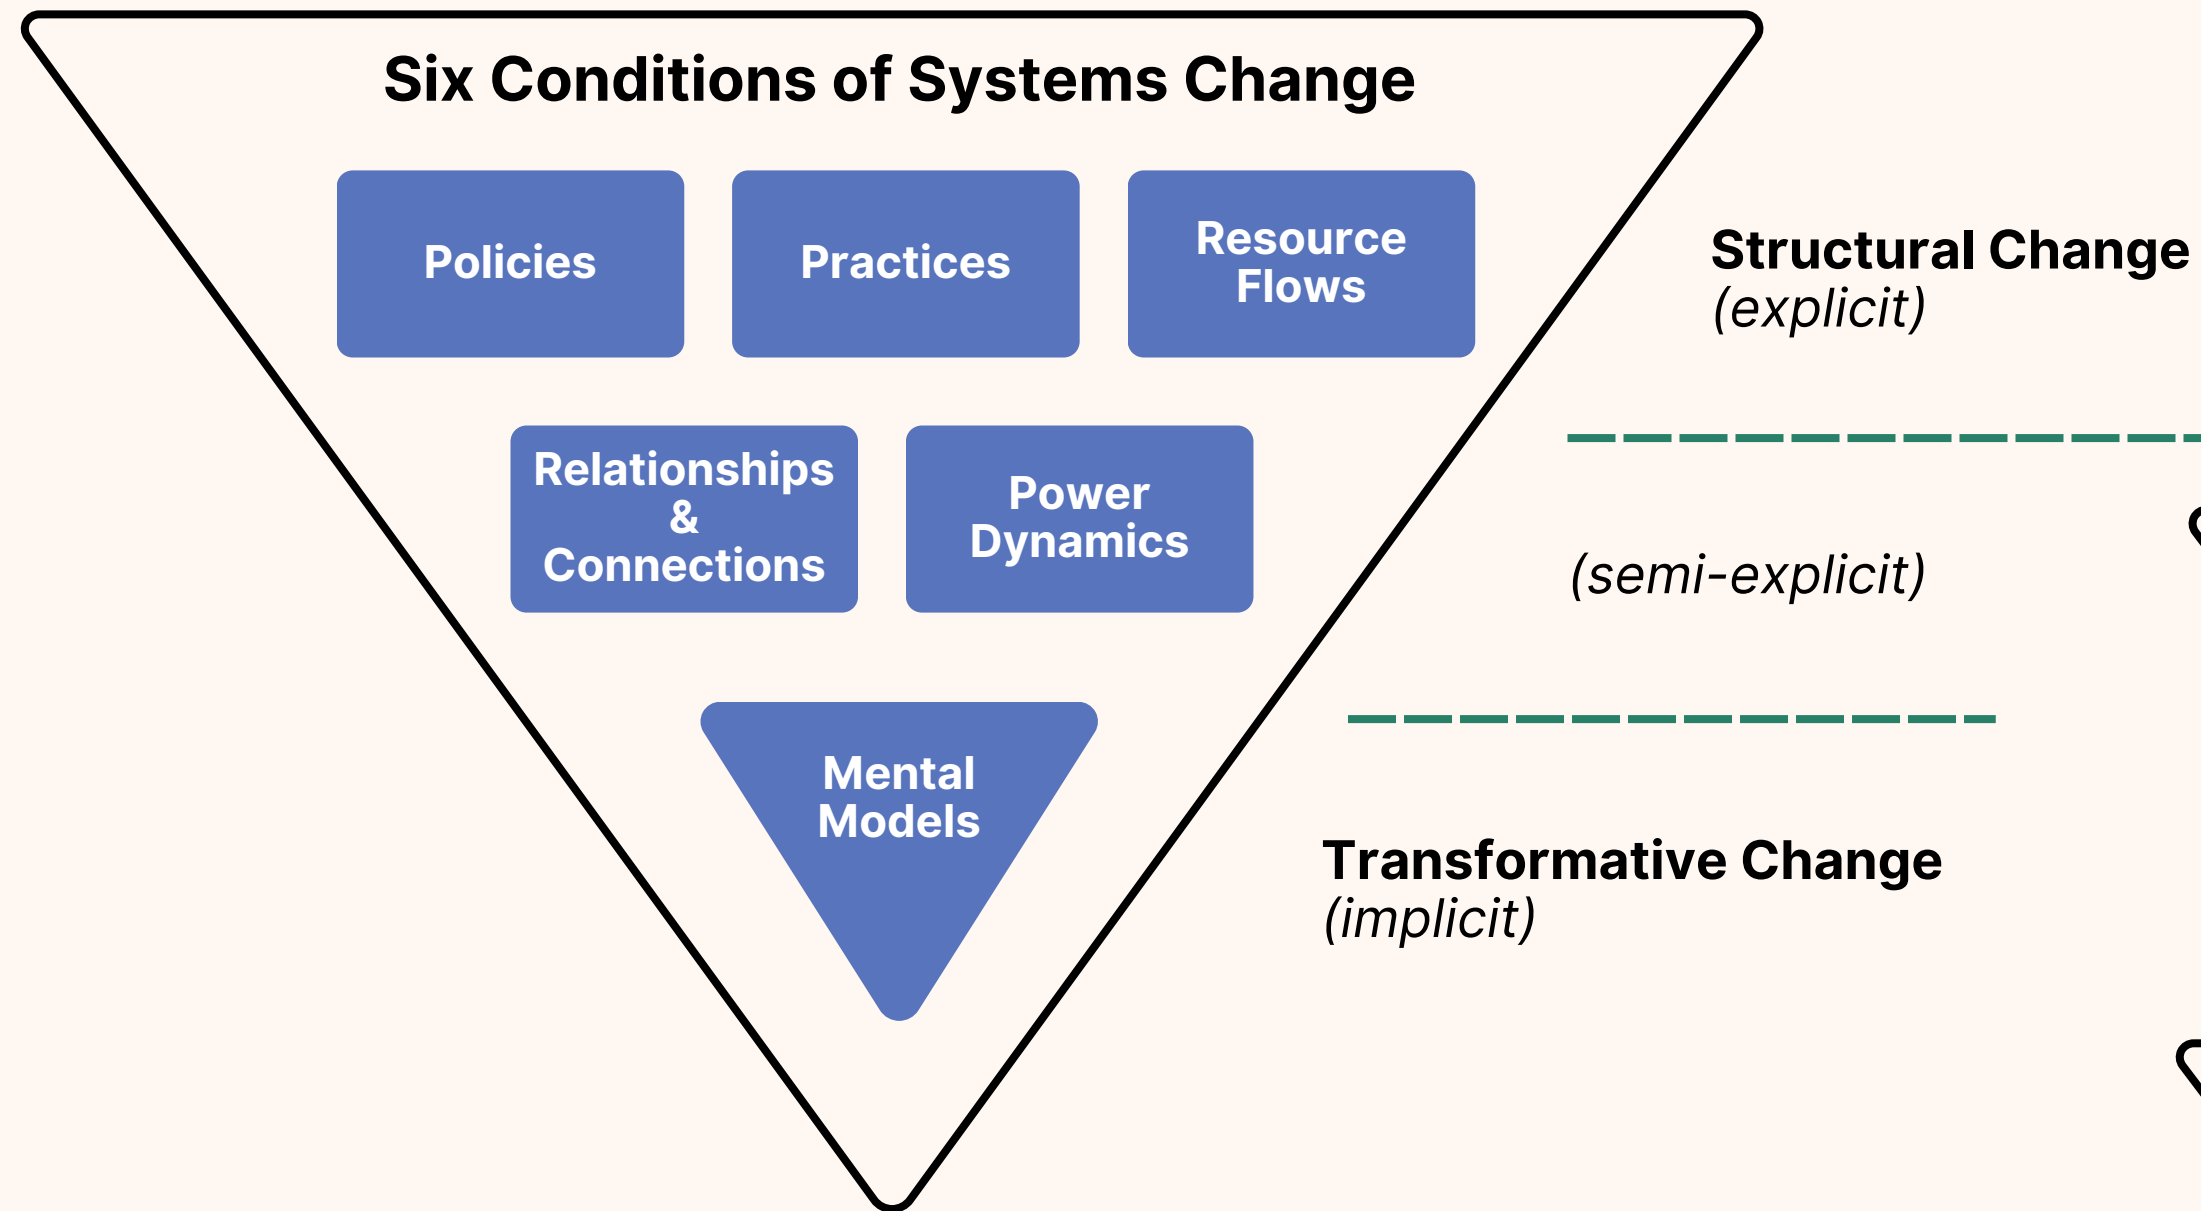 Six Conditions of Systems Change
Policies
Practices
Resource
Flows
Structural Change
(explicit)
Relationships
&
Connections
Power
Dynamics
(semi-explicit)
Mental
Models
Transformative Change
(implicit)